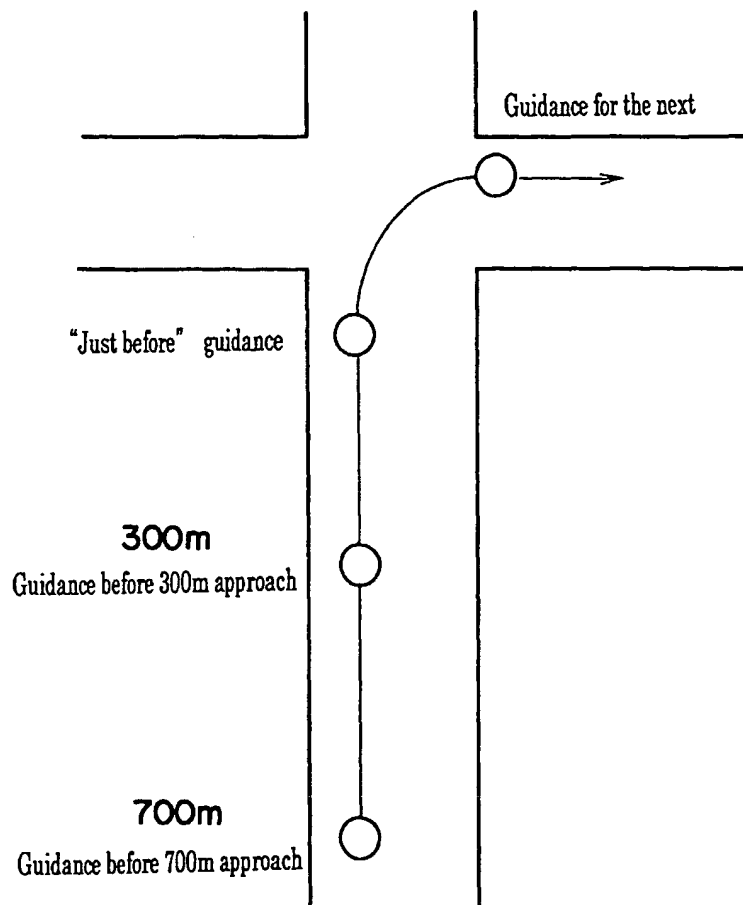 Guidance for the next
“Just before” guidance
300m
Guidance before 300m approach
700m
Guidance before 700m approach